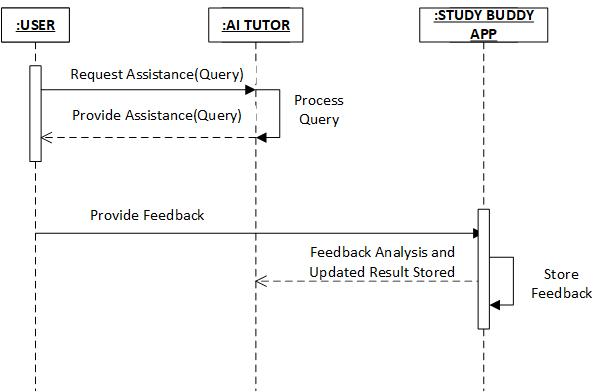 :USER
:AI TUTOR
:STUDY BUDDY
APP
Request Assistance(Query)
Process
Query
Provide Assistance(Query)
Provide Feedback
Feedback Analysis and
Updated Result Stored
Store
Feedback